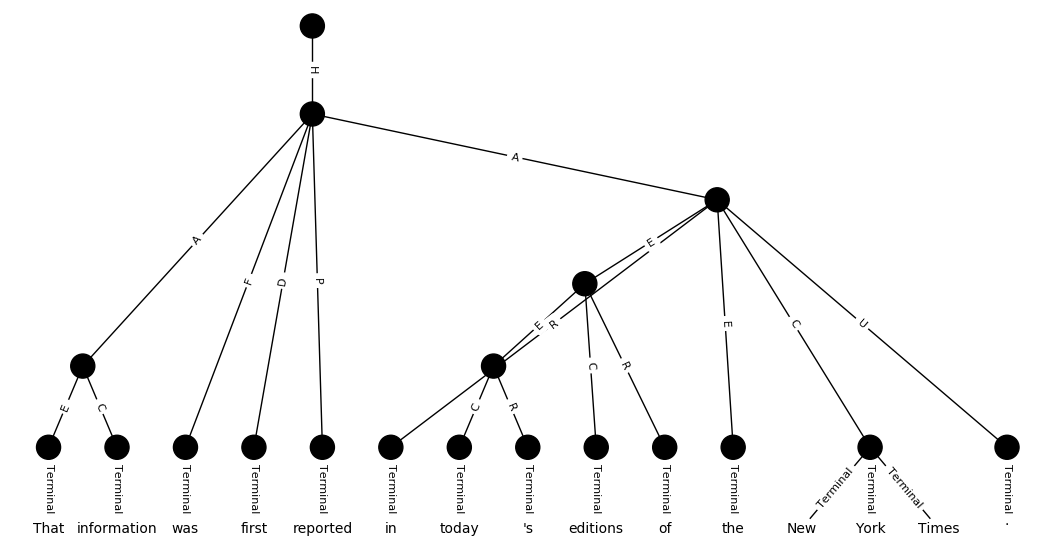 H
A
A
E
A
F
D
P
E
R
E
C
U
C
R
E
C
C
R
Terminal Terminal Terminal Terminal Terminal Terminal Terminal Terminal Terminal Terminal Terminal Terminal Terminal Terminal Terminal
That information was first reported in today 's editions of the New York Times .